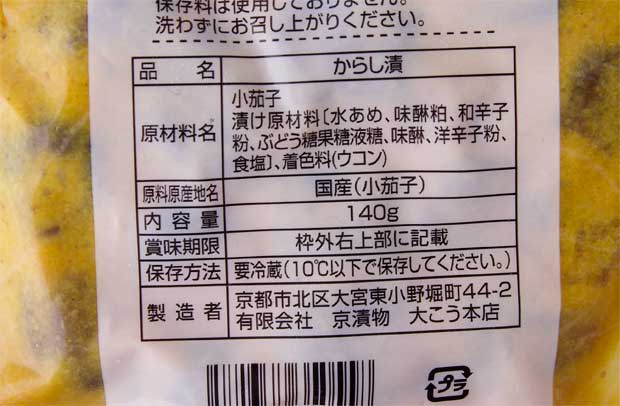 保存料は使用しておりません。
洗わずにお召し上がりください。
品 名 からし漬
原材料名 小茄子
漬け原材料〔水あめ、味醂粕、和辛子
粉、ぶどう糖果糖液糖、味醂、洋辛子粉、
食塩〕、着色料(ウコン)
原料原産地名 国産(小茄子)
内容量 140g
賞味期限 枠外右上部に記載
保存方法 要冷蔵(10℃以下で保存してください。)
製造者 京都市北区大宮東小野堀町44-2
有限会社 京漬物 大こう本店
プラ